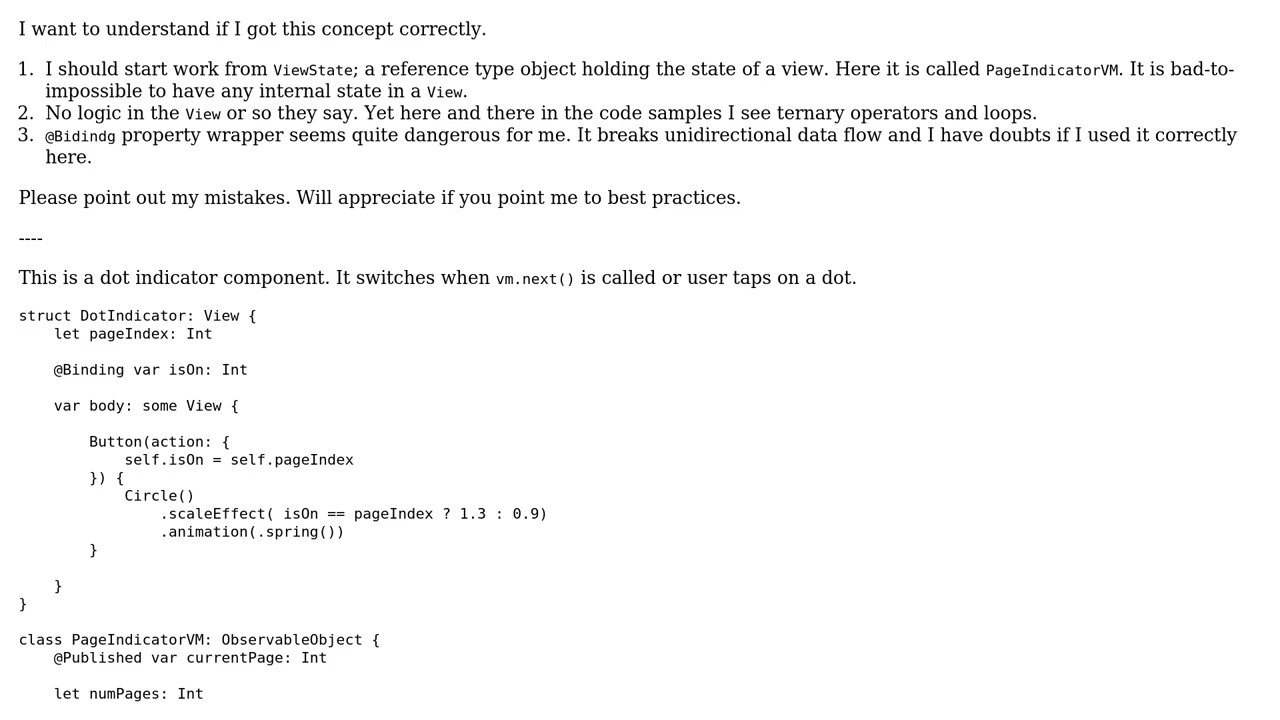 I want to understand if I got this concept correctly.
1. I should start work from ViewState; a reference type object holding the state of a view. Here it is called PageIndicatorVM. It is bad-to-
impossible to have any internal state in a View.
2. No logic in the View or so they say. Yet here and there in the code samples I see ternary operators and loops.
3. @Bidindg property wrapper seems quite dangerous for me. It breaks unidirectional data flow and I have doubts if I used it correctly
here.
Please point out my mistakes. Will appreciate if you point me to best practices.
----
This is a dot indicator component. It switches when vm.next() is called or user taps on a dot.
struct DotIndicator: View {
    let pageIndex: Int
    @Binding var isOn: Int
    var body: some View {
        Button(action: {
            self.isOn = self.pageIndex
        }) {
            Circle()
                .scaleEffect( isOn == pageIndex ? 1.3 : 0.9)
                .animation(.spring())
        }
    }
}
class PageIndicatorVM: ObservableObject {
    @Published var currentPage: Int
    let numPages: Int